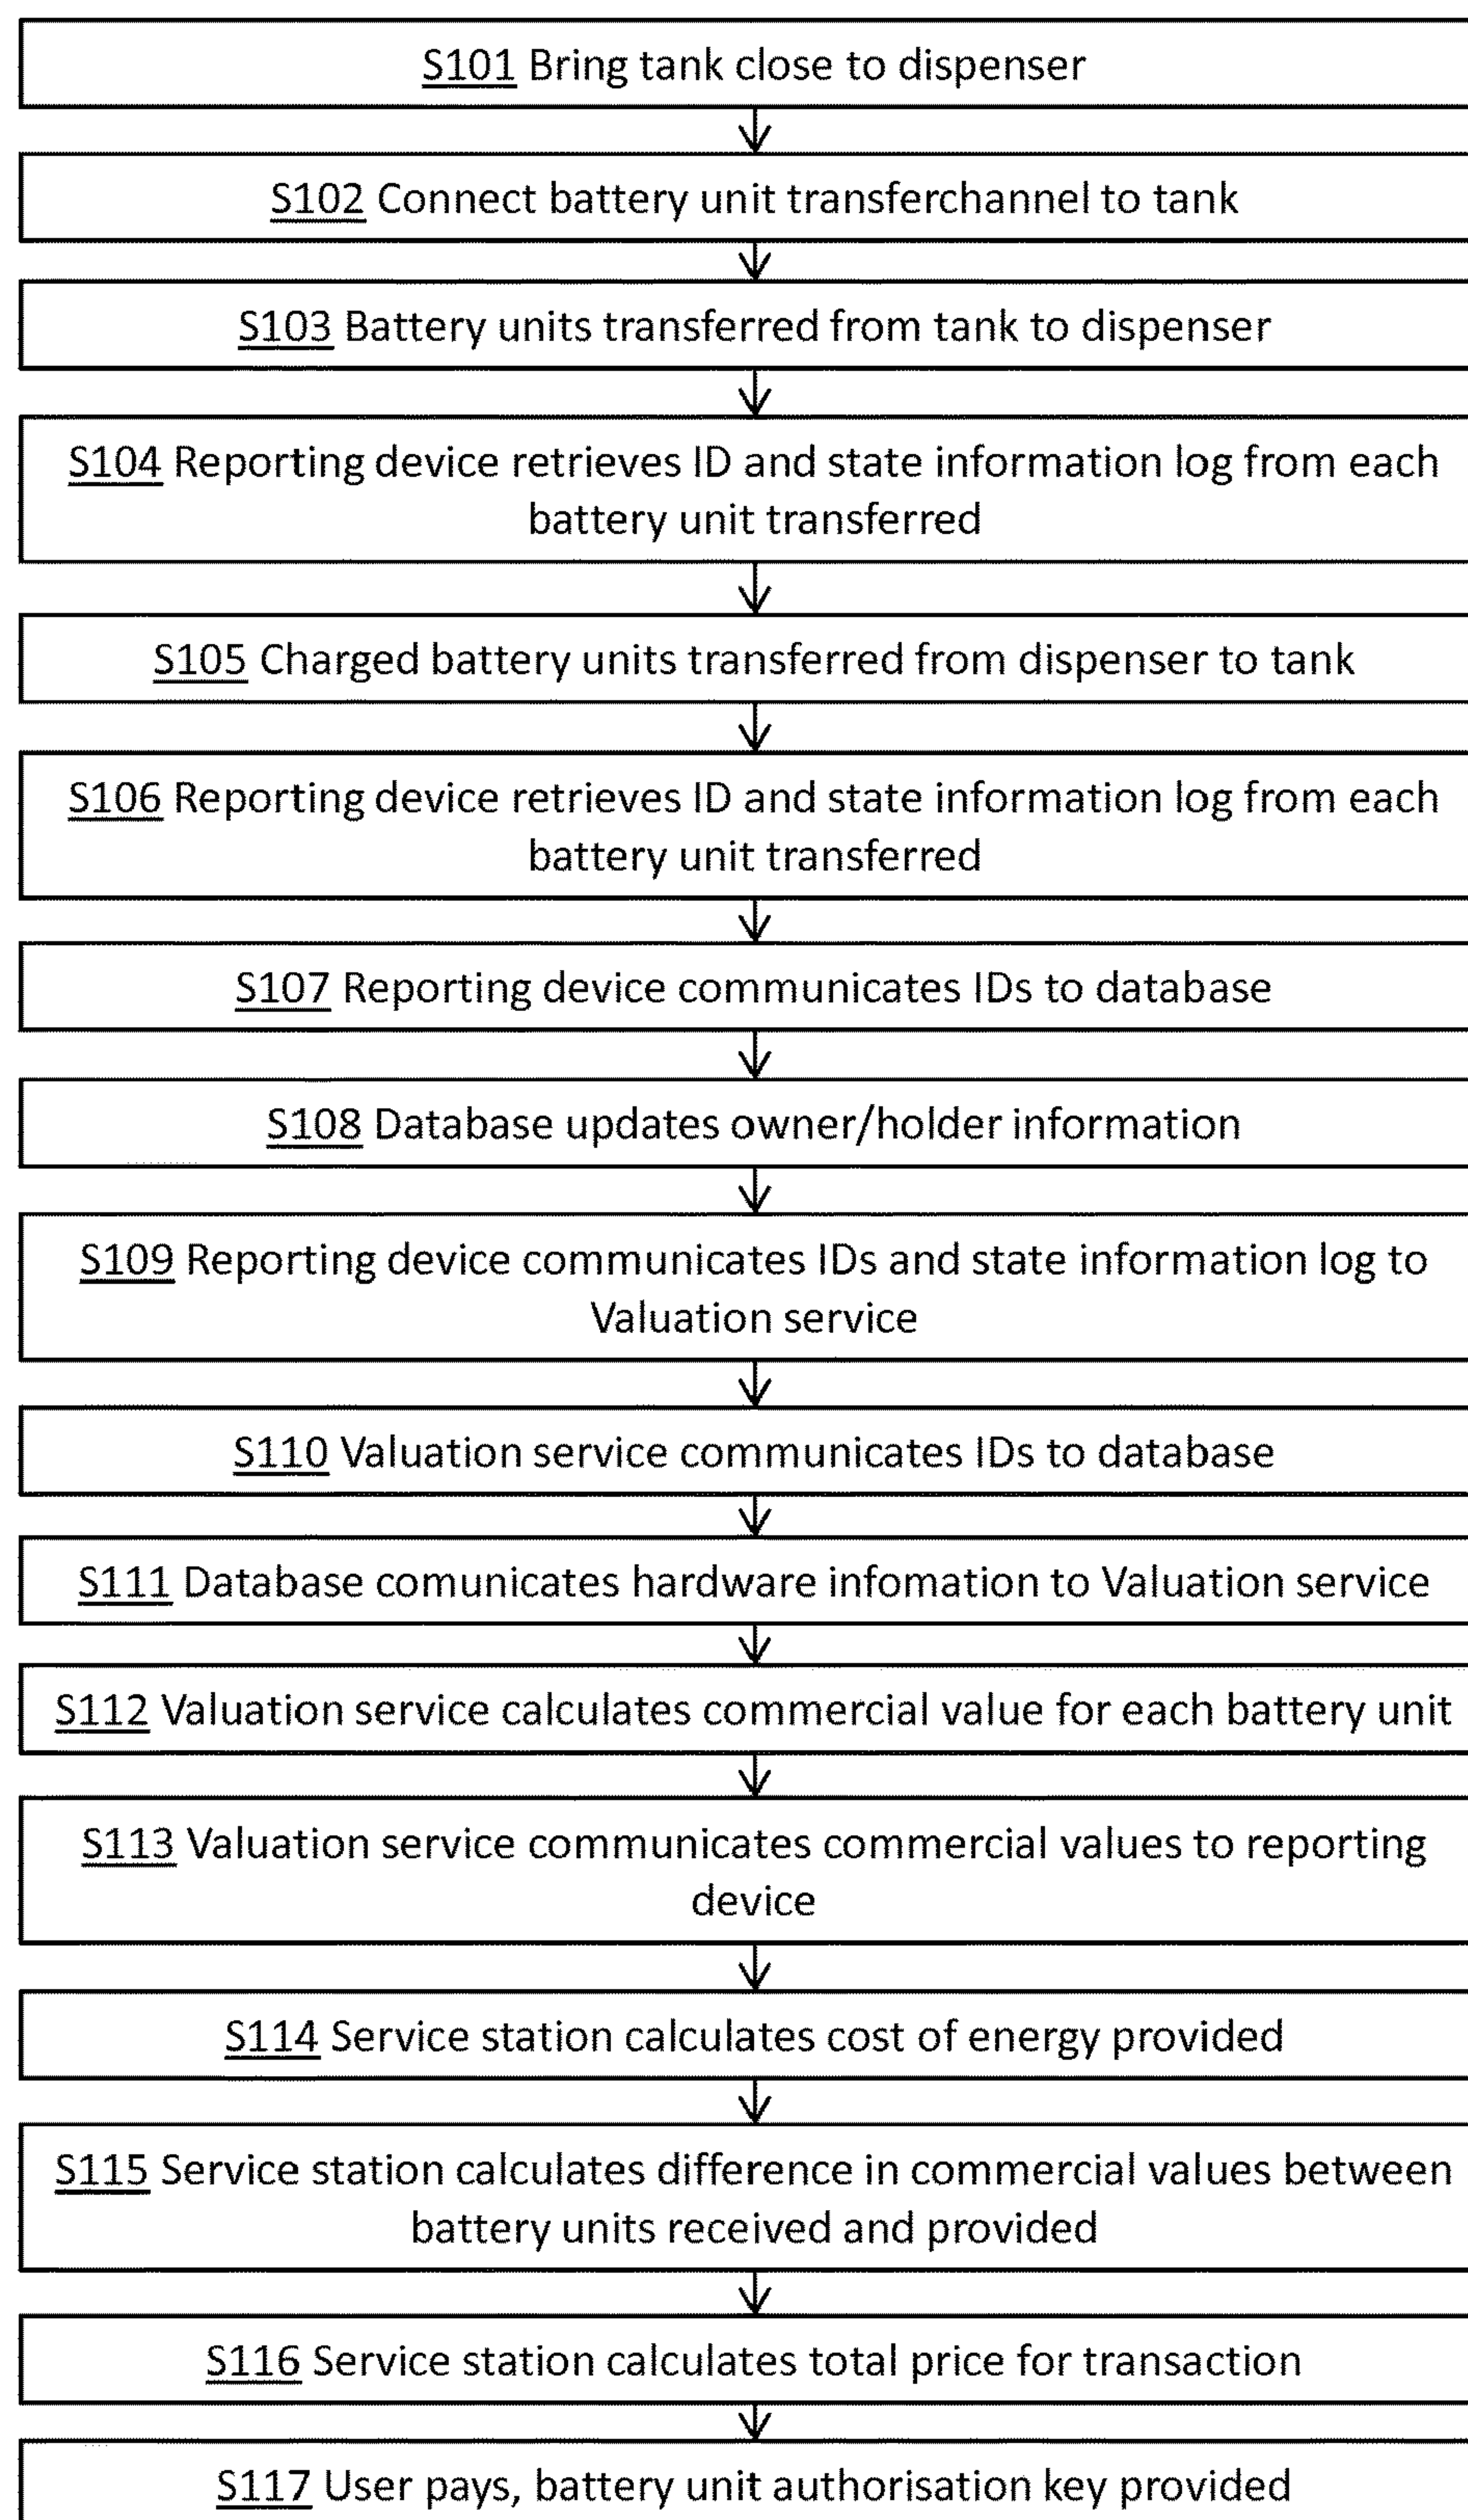 S101 Bring tank close to dispenser
S102 Connect battery unit transferchannel to tank
S103 Battery units transferred from tank to dispenser
S104 Reporting device retrieves ID and state information log from each
battery unit transferred
S105 Charged battery units transferred from dispenser to tank
S106 Reporting device retrieves ID and state information log from each
battery unit transferred
S107 Reporting device communicates IDs to database
S108 Database updates owner/holder information
S109 Reporting device communicates IDs and state information log to
Valuation service
S110 Valuation service communicates IDs to database
S111 Database comunicates hardware infomation to Valuation service
S112 Valuation service calculates commercial value for each battery unit
S113 Valuation service communicates commercial values to reporting
device
S114 Service station calculates cost of energy provided
S115 Service station calculates difference in commercial values between
battery units received and provided
S116 Service station calculates total price for transaction
S117 User pays, battery unit authorisation key provided